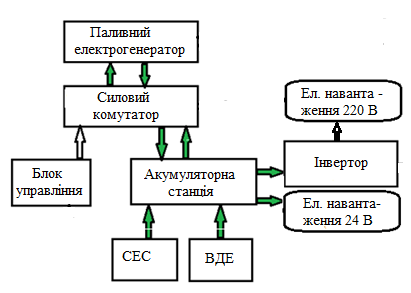 Паливний
електрогенератор
Силовий
комутатор
Ел. наванта -
ження 220 В
Блок
управління
Акумуляторна
станція
Інвертор
Ел. наванта-
ження 24 В
СЕС
ВДЕ